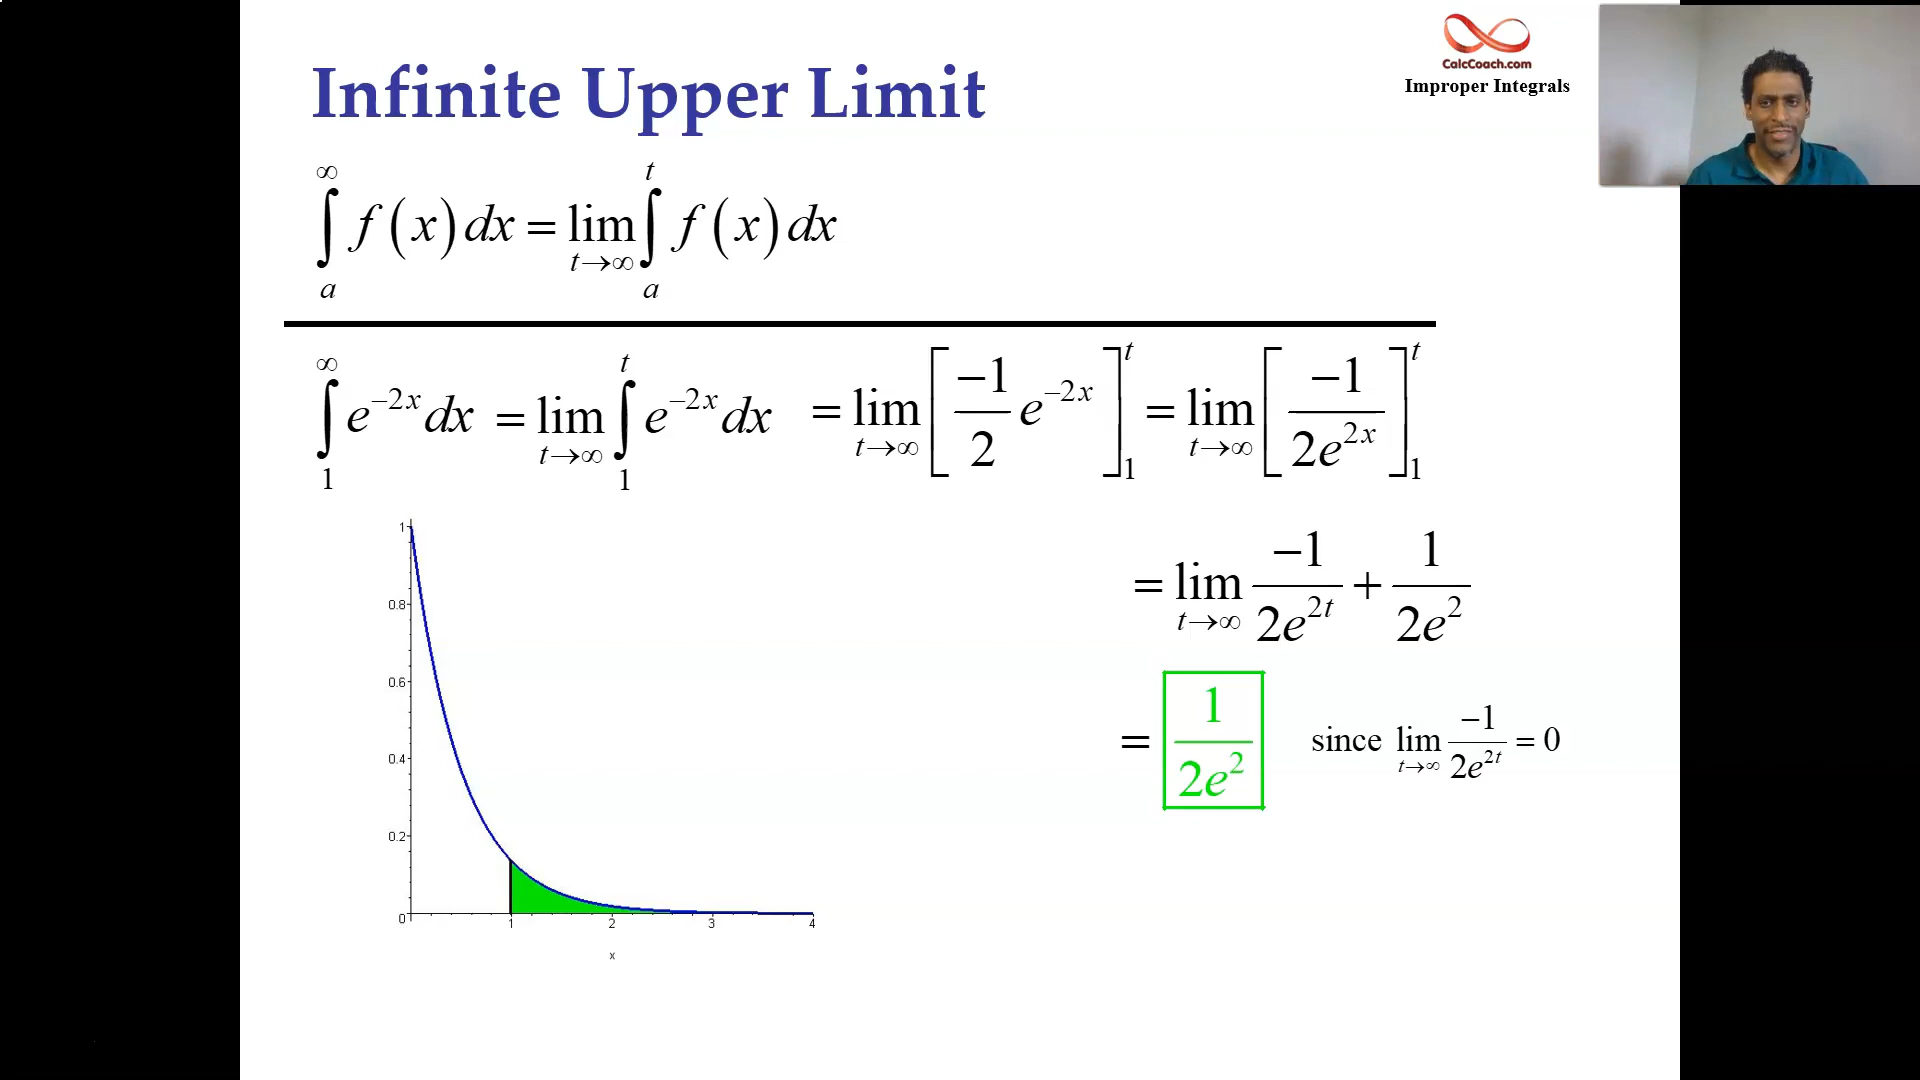 CalcCoach.com
Improper Integrals
Infinite Upper Limit
∫_a^∞ f(x)dx = lim_{t→∞} ∫_a^t f(x)dx
∫_1^∞ e^{−2x}dx = lim_{t→∞} ∫_1^t e^{−2x}dx = lim_{t→∞} [−1/2 e^{−2x}]_1^t = lim_{t→∞} [−1/(2e^{2x})]_1^t
= lim_{t→∞} −1/(2e^{2t}) + 1/(2e^2)
= 1/(2e^2) since lim_{t→∞} −1/(2e^{2t}) = 0
1
0.8
0.6
0.4
0.2
0 1 2 3 4
x